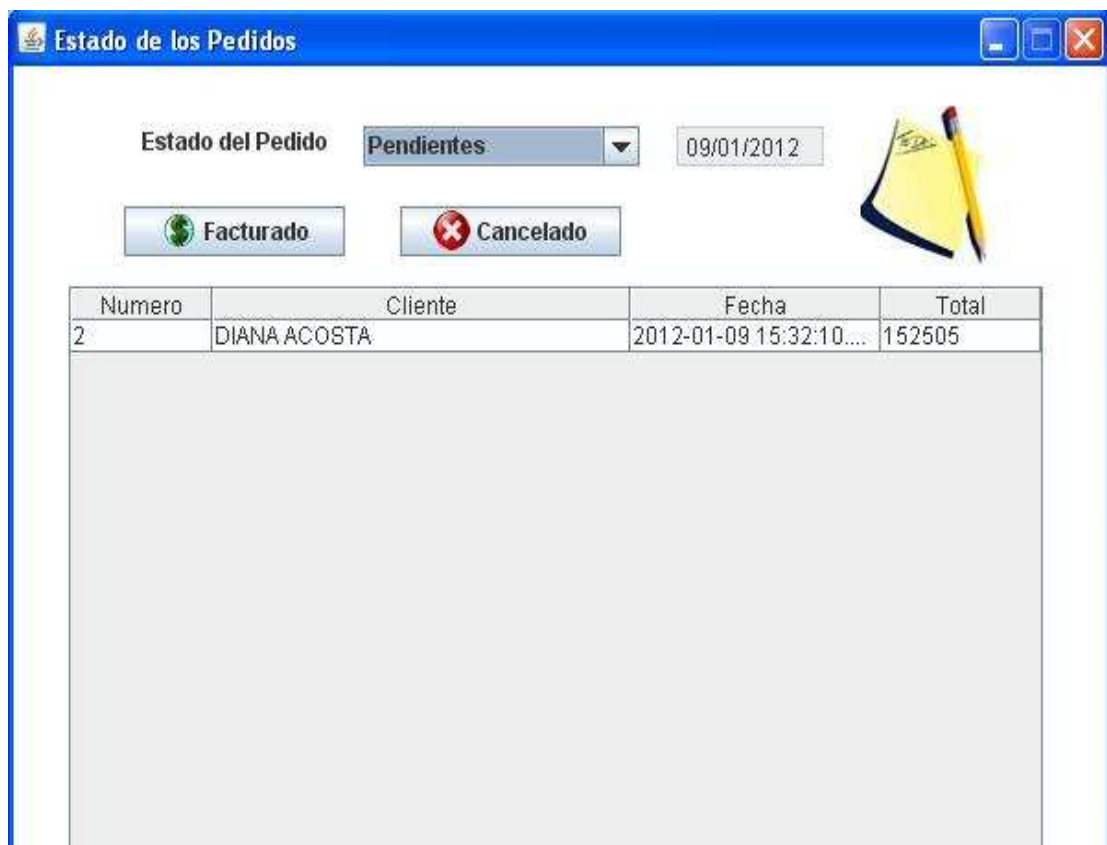 Estado de los Pedidos
Estado del Pedido Pendientes 09/01/2012
Facturado Cancelado
Numero Cliente Fecha Total
2 DIANA ACOSTA 2012-01-09 15:32:10.... 152505